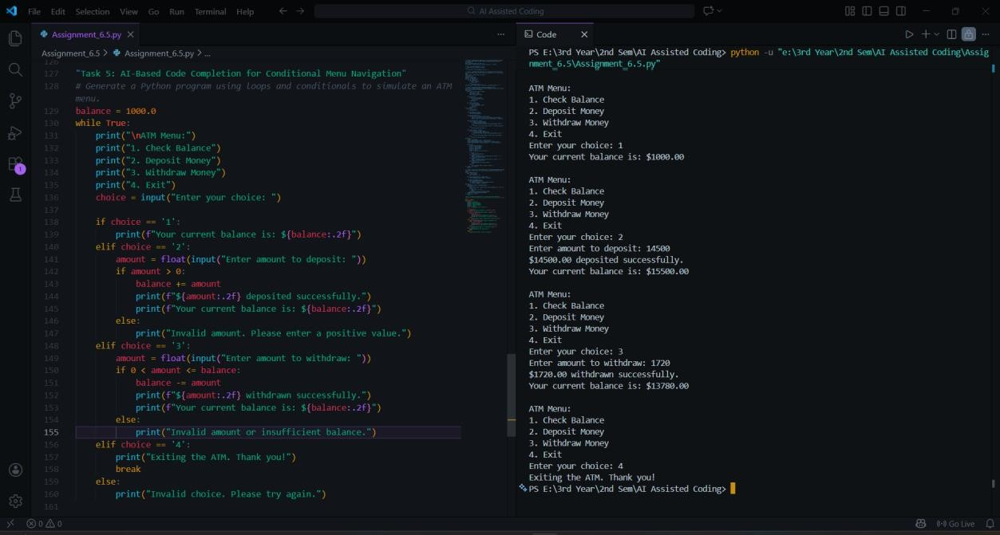 File Edit Selection View Go Run Terminal Help
AI Assisted Coding
Assignment_6.5.py
Assignment_6.5 > Assignment_6.5.py > ...
126
127 "Task 5: AI-Based Code Completion for Conditional Menu Navigation"
128 # Generate a Python program using loops and conditionals to simulate an ATM
menu.
129 balance = 1000.0
130 while True:
131     print("\nATM Menu:")
132     print("1. Check Balance")
133     print("2. Deposit Money")
134     print("3. Withdraw Money")
135     print("4. Exit")
136     choice = input("Enter your choice: ")
137
138     if choice == '1':
139         print(f"Your current balance is: ${balance:.2f}")
140     elif choice == '2':
141         amount = float(input("Enter amount to deposit: "))
142         if amount > 0:
143             balance += amount
144             print(f"${amount:.2f} deposited successfully.")
145             print(f"Your current balance is: ${balance:.2f}")
146         else:
147             print("Invalid amount. Please enter a positive value.")
148     elif choice == '3':
149         amount = float(input("Enter amount to withdraw: "))
150         if 0 < amount <= balance:
151             balance -= amount
152             print(f"${amount:.2f} withdrawn successfully.")
153             print(f"Your current balance is: ${balance:.2f}")
154         else:
155             print("Invalid amount or insufficient balance.")
156     elif choice == '4':
157         print("Exiting the ATM. Thank you!")
158         break
159     else:
160         print("Invalid choice. Please try again.")
161
Code
PS E:\3rd Year\2nd Sem\AI Assisted Coding> python -u "e:\3rd Year\2nd Sem\AI Assisted Coding\Assig
nment_6.5\Assignment_6.5.py"
ATM Menu:
1. Check Balance
2. Deposit Money
3. Withdraw Money
4. Exit
Enter your choice: 1
Your current balance is: $1000.00
ATM Menu:
1. Check Balance
2. Deposit Money
3. Withdraw Money
4. Exit
Enter your choice: 2
Enter amount to deposit: 14500
$14500.00 deposited successfully.
Your current balance is: $15500.00
ATM Menu:
1. Check Balance
2. Deposit Money
3. Withdraw Money
4. Exit
Enter your choice: 3
Enter amount to withdraw: 1720
$1720.00 withdrawn successfully.
Your current balance is: $13780.00
ATM Menu:
1. Check Balance
2. Deposit Money
3. Withdraw Money
4. Exit
Enter your choice: 4
Exiting the ATM. Thank you!
PS E:\3rd Year\2nd Sem\AI Assisted Coding>
1
0 0
Go Live